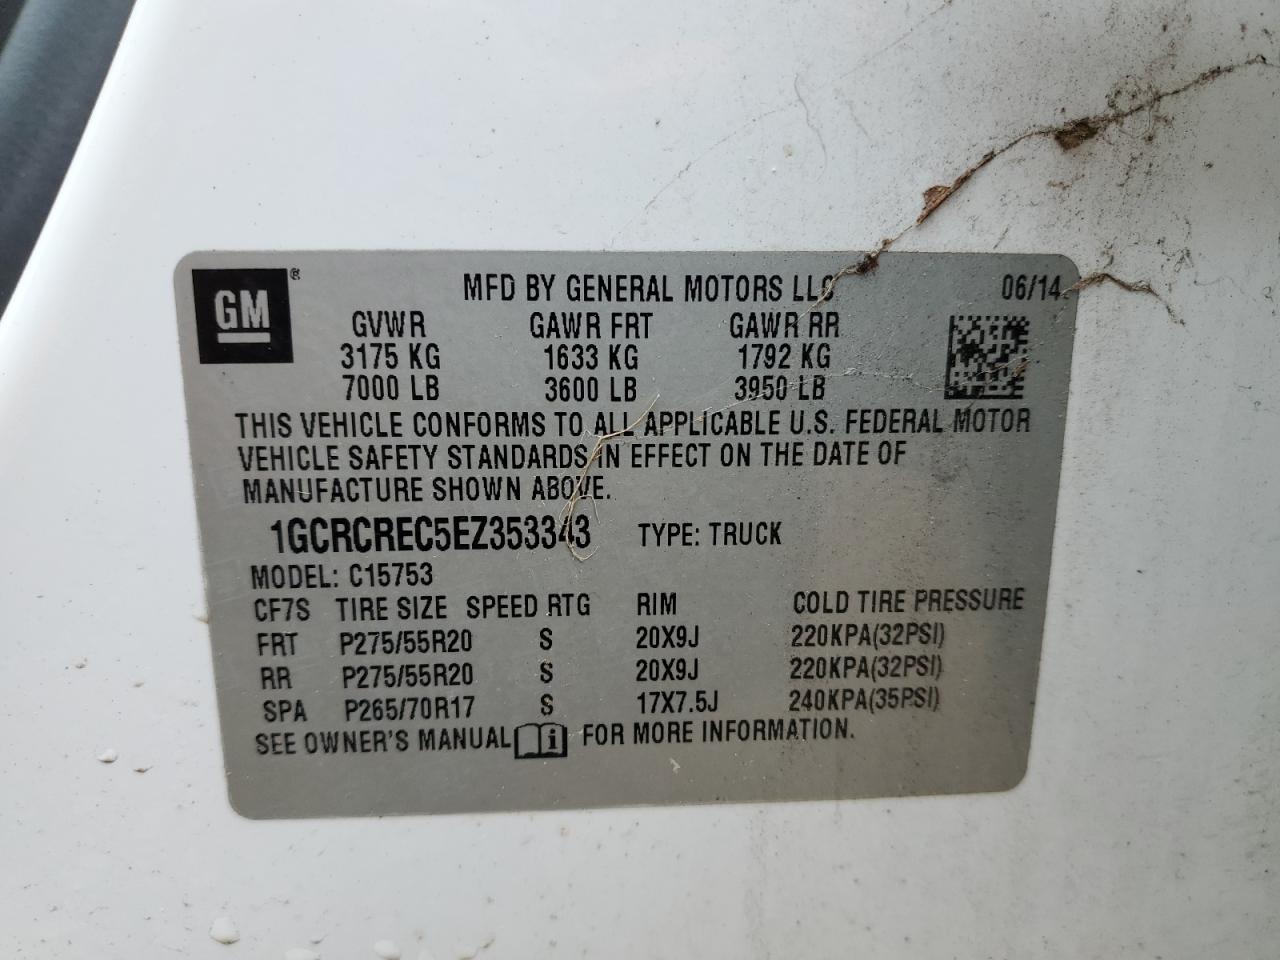 GM ® MFD BY GENERAL MOTORS LLC 06/14
GVWR GAWR FRT GAWR RR
3175 KG 1633 KG 1792 KG
7000 LB 3600 LB 3950 LB
THIS VEHICLE CONFORMS TO ALL APPLICABLE U.S. FEDERAL MOTOR
VEHICLE SAFETY STANDARDS IN EFFECT ON THE DATE OF
MANUFACTURE SHOWN ABOVE.
1GCRCREC5EZ353343 TYPE: TRUCK
MODEL: C15753
CF7S TIRE SIZE SPEED RTG RIM COLD TIRE PRESSURE
FRT P275/55R20 S 20X9J 220KPA(32PSI)
RR P275/55R20 S 20X9J 220KPA(32PSI)
SPA P265/70R17 S 17X7.5J 240KPA(35PSI)
SEE OWNER'S MANUAL i FOR MORE INFORMATION.